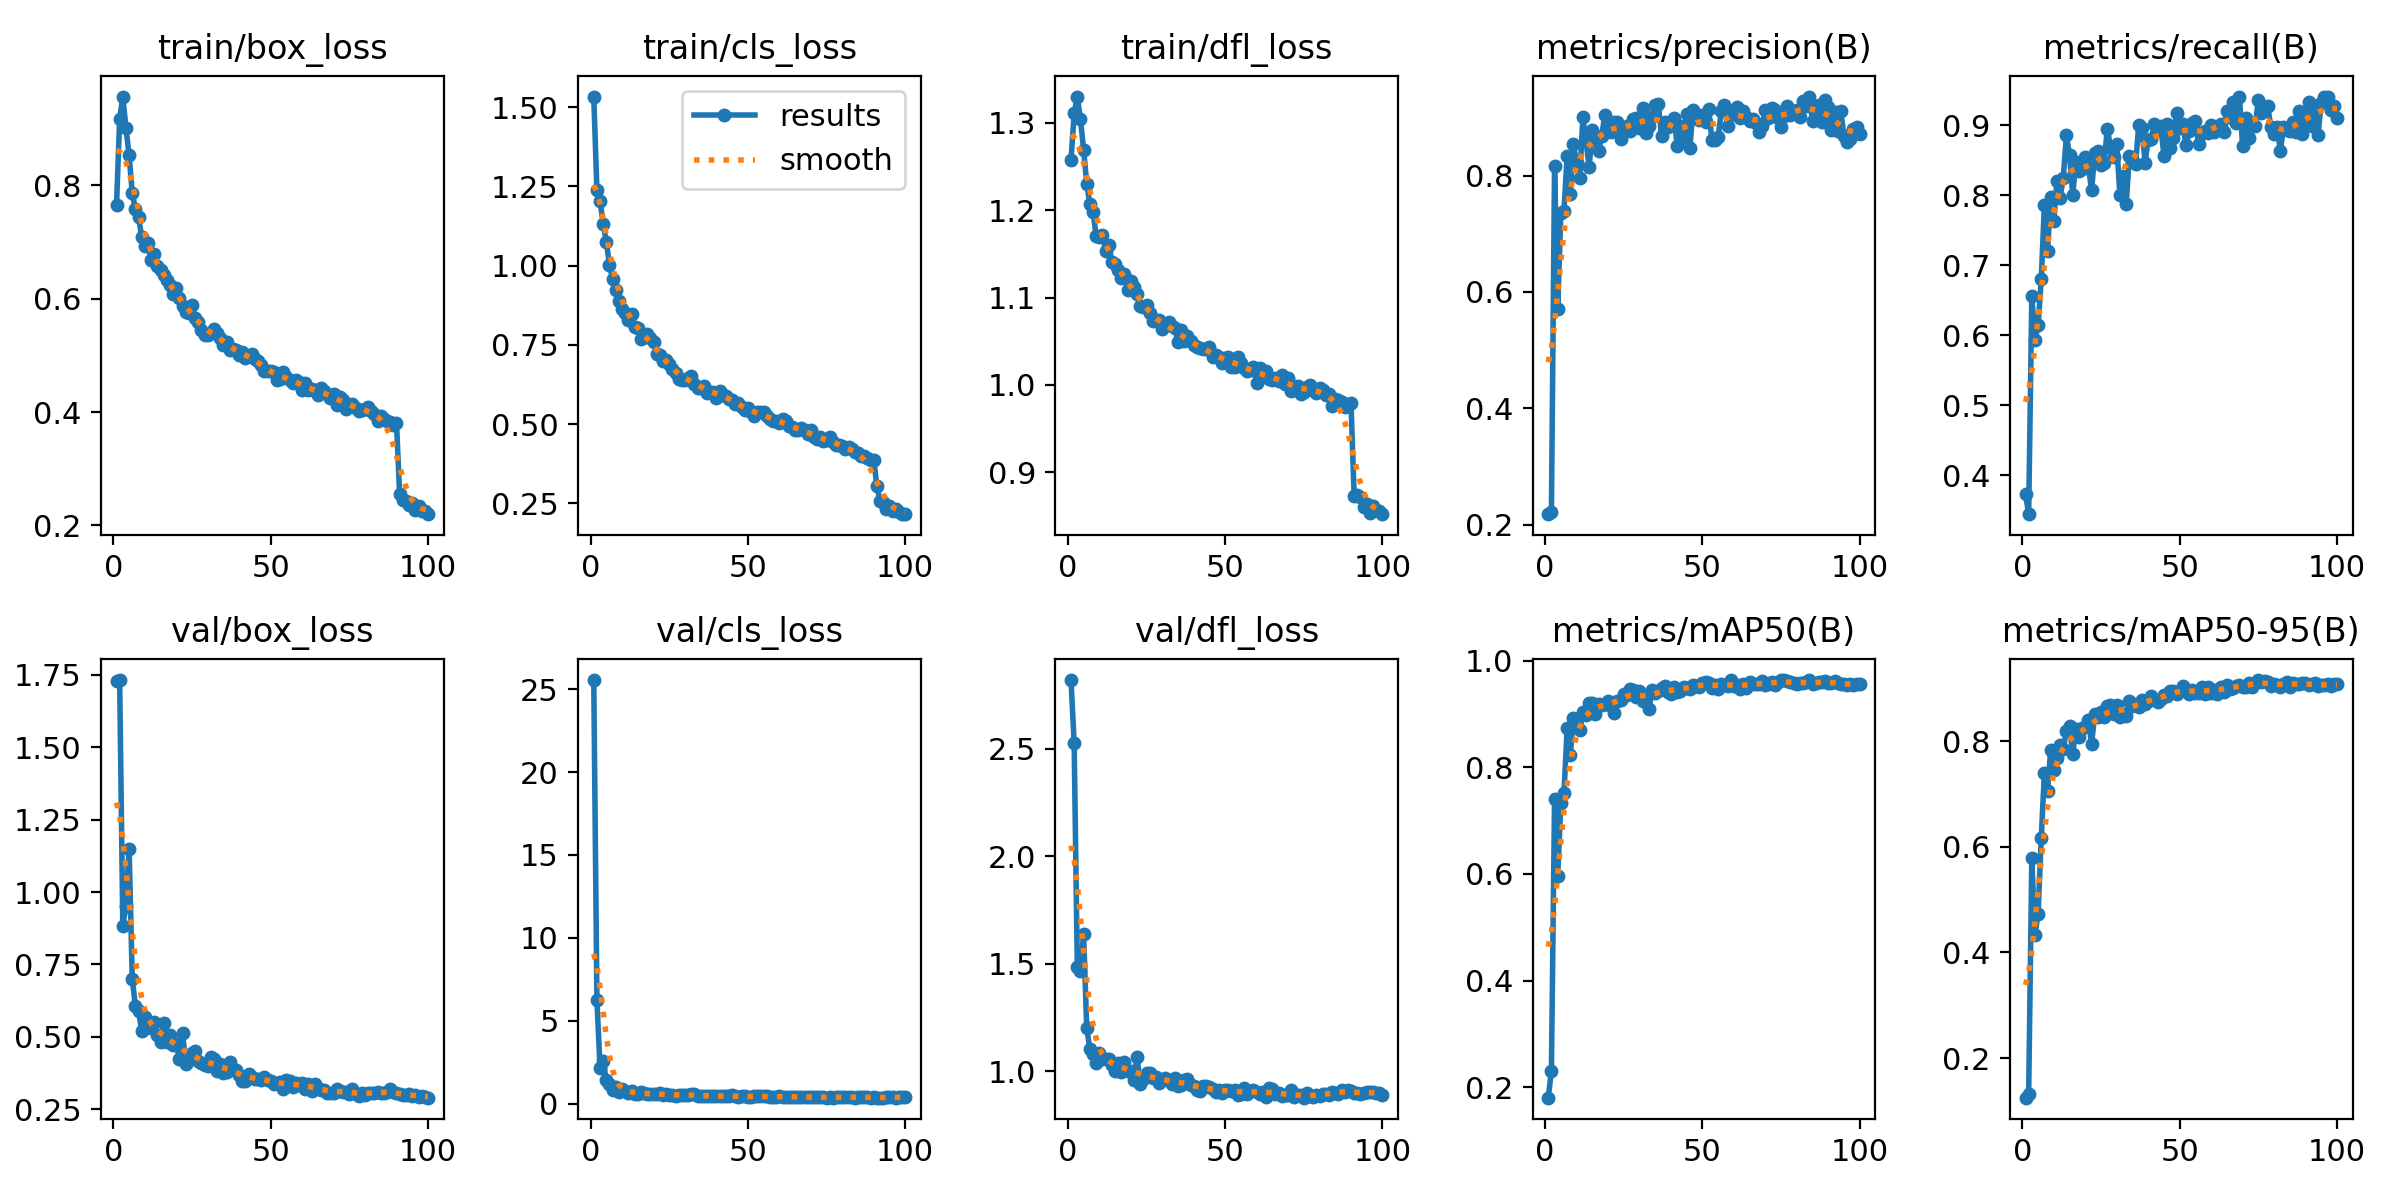 train/box_loss
0.8
0.6
0.4
0.2
0 50 100
train/cls_loss
results
smooth
1.50
1.25
1.00
0.75
0.50
0.25
0 50 100
train/dfl_loss
1.3
1.2
1.1
1.0
0.9
0 50 100
metrics/precision(B)
0.8
0.6
0.4
0.2
0 50 100
metrics/recall(B)
0.9
0.8
0.7
0.6
0.5
0.4
0 50 100
val/box_loss
1.75
1.50
1.25
1.00
0.75
0.50
0.25
0 50 100
val/cls_loss
25
20
15
10
5
0
0 50 100
val/dfl_loss
2.5
2.0
1.5
1.0
0 50 100
metrics/mAP50(B)
1.0
0.8
0.6
0.4
0.2
0 50 100
metrics/mAP50-95(B)
0.8
0.6
0.4
0.2
0 50 100